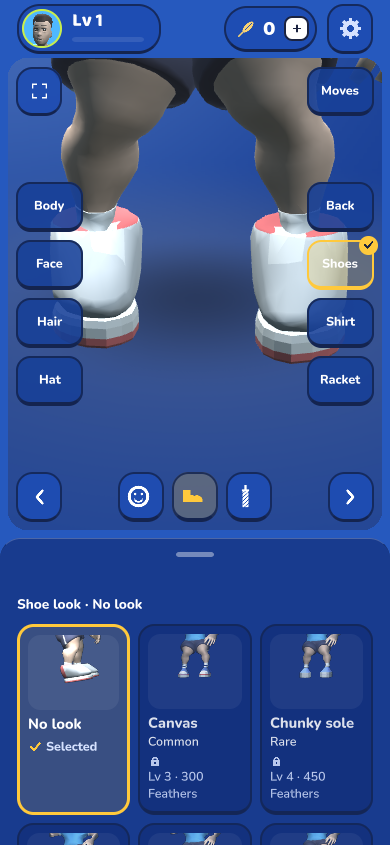 Lv 1
0
+
Moves
Body
Back
Face
Shoes
Hair
Shirt
Hat
Racket
Shoe look · No look
No look
Selected
Canvas
Common
Lv 3 · 300
Feathers
Chunky sole
Rare
Lv 4 · 450
Feathers